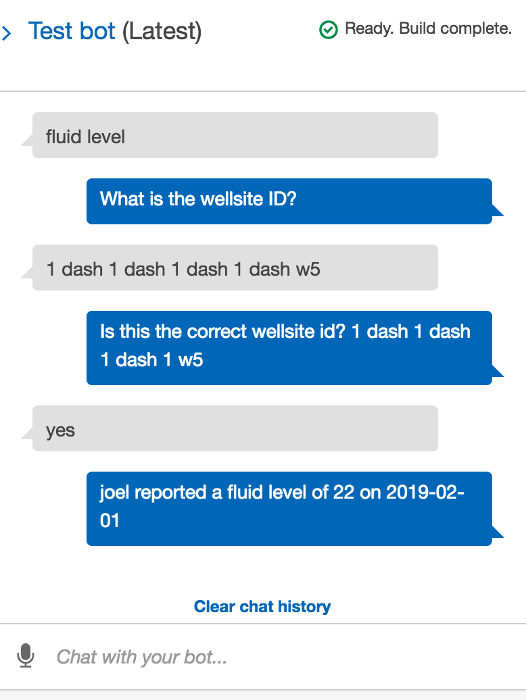 Test bot (Latest)
Ready. Build complete.
fluid level
What is the wellsite ID?
1 dash 1 dash 1 dash 1 dash w5
Is this the correct wellsite id? 1 dash 1 dash
1 dash 1 w5
yes
joel reported a fluid level of 22 on 2019-02-
01
Clear chat history
Chat with your bot...